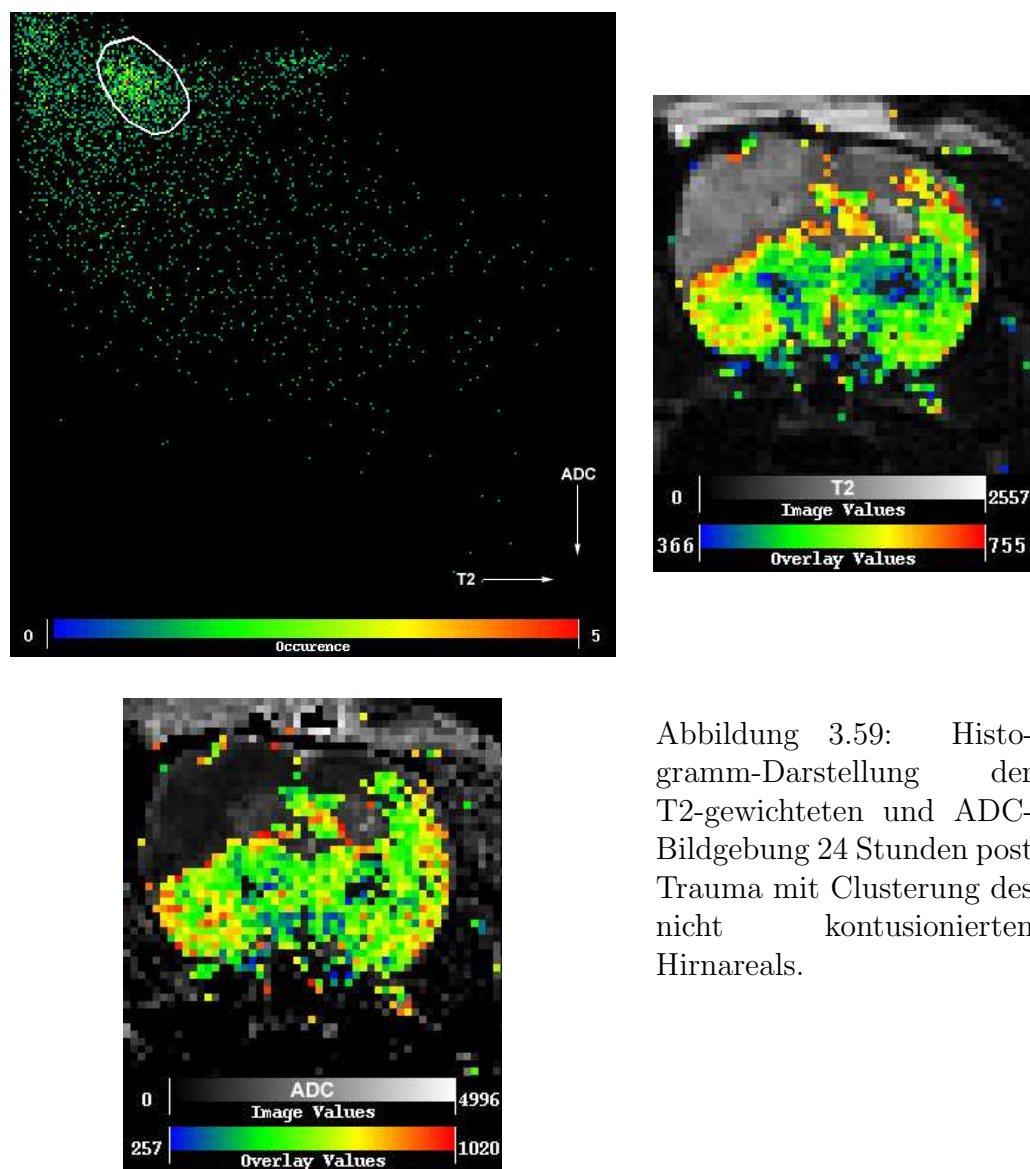 ADC
T2
0
5
Occurence
T2
0
2557
Image Values
366
755
Overlay Values
Abbildung 3.59: Histo-
gramm-Darstellung der
T2-gewichteten und ADC-
Bildgebung 24 Stunden post
Trauma mit Clusterung des
nicht kontusionierten
Hirnareals.
ADC
0
4996
Image Values
257
1020
Overlay Values